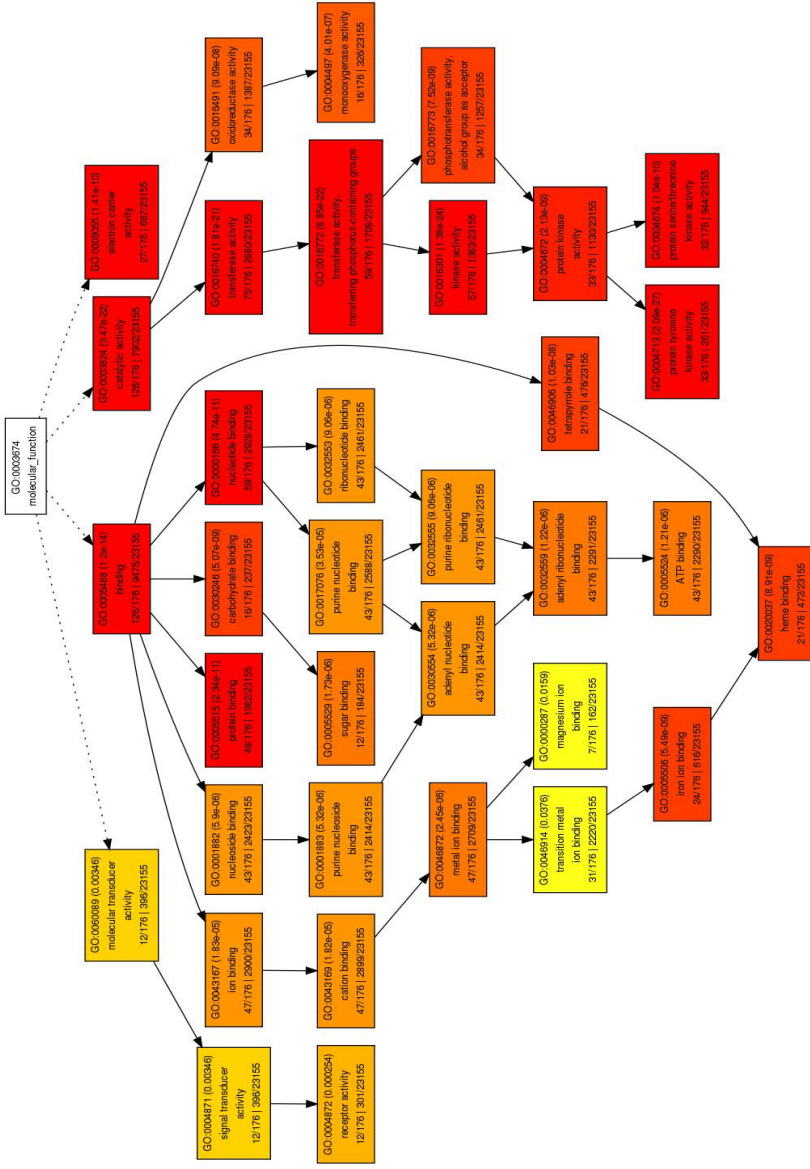 GO:0003674
molecular_function
GO:0060089 (0.00346)
molecular transducer
activity
12/176 | 396/23155
GO:0005488 (1.2e-14)
binding
126/176 | 9475/23155
GO:0003824 (3.47e-22)
catalytic activity
126/176 | 7902/23155
GO:0009055 (1.41e-10)
electron carrier
activity
27/176 | 667/23155
GO:0004871 (0.00346)
signal transducer
activity
12/176 | 396/23155
GO:0043167 (1.83e-05)
ion binding
47/176 | 2900/23155
GO:0001882 (5.9e-06)
nucleoside binding
43/176 | 2423/23155
GO:0005515 (2.34e-11)
protein binding
48/176 | 1962/23155
GO:0030246 (5.07e-09)
carbohydrate binding
16/176 | 237/23155
GO:0000166 (4.74e-11)
nucleotide binding
59/176 | 2928/23155
GO:0016740 (1.81e-21)
transferase activity
75/176 | 2880/23155
GO:0016491 (9.09e-08)
oxidoreductase activity
34/176 | 1387/23155
GO:0004872 (0.000254)
receptor activity
12/176 | 301/23155
GO:0043169 (1.82e-05)
cation binding
47/176 | 2899/23155
GO:0001883 (5.32e-06)
purine nucleoside
binding
43/176 | 2414/23155
GO:0005529 (1.73e-06)
sugar binding
12/176 | 184/23155
GO:0017076 (3.53e-05)
purine nucleotide
binding
43/176 | 2588/23155
GO:0032553 (9.06e-06)
ribonucleotide binding
43/176 | 2461/23155
GO:0016772 (8.85e-22)
transferase activity,
transferring phosphorus-containing groups
59/176 | 1708/23155
GO:0004497 (4.01e-07)
monooxygenase activity
16/176 | 326/23155
GO:0046872 (2.45e-06)
metal ion binding
47/176 | 2709/23155
GO:0030554 (5.32e-06)
adenyl nucleotide
binding
43/176 | 2414/23155
GO:0032555 (9.06e-06)
purine ribonucleotide
binding
43/176 | 2461/23155
GO:0016301 (1.38e-24)
kinase activity
57/176 | 1363/23155
GO:0016773 (7.52e-09)
phosphotransferase activity,
alcohol group as acceptor
34/176 | 1257/23155
GO:0046914 (0.0376)
transition metal
ion binding
31/176 | 2220/23155
GO:0000287 (0.0159)
magnesium ion
binding
7/176 | 162/23155
GO:0032559 (1.22e-06)
adenyl ribonucleotide
binding
43/176 | 2291/23155
GO:0046906 (1.03e-08)
tetrapyrrole binding
21/176 | 476/23155
GO:0004672 (2.13e-09)
protein kinase
activity
33/176 | 1130/23155
GO:0005506 (5.49e-09)
iron ion binding
24/176 | 616/23155
GO:0005524 (1.21e-06)
ATP binding
43/176 | 2290/23155
GO:0004713 (2.09e-27)
protein tyrosine
kinase activity
33/176 | 261/23155
GO:0004674 (1.04e-10)
protein serine/threonine
kinase activity
32/176 | 944/23155
GO:0020037 (8.91e-09)
heme binding
21/176 | 472/23155